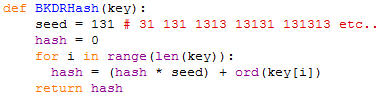 def BKDRHash(key):
    seed = 131 # 31 131 1313 13131 131313 etc..
    hash = 0
    for i in range(len(key)):
      hash = (hash * seed) + ord(key[i])
    return hash